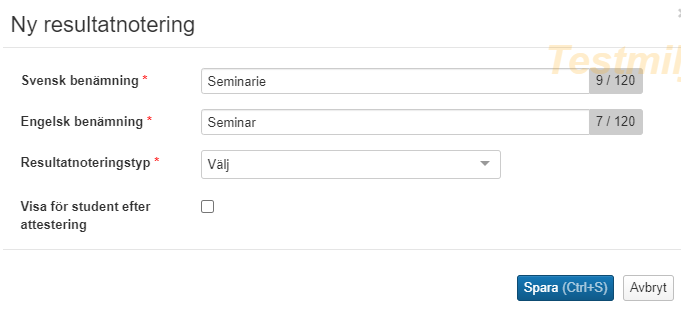 Ny resultatnotering
Svensk benämning *
Seminarie
9 / 120
Engelsk benämning *
Seminar
7 / 120
Resultatnoteringstyp *
Välj
Visa för student efter
attestering
Spara (Ctrl+S)
Avbryt